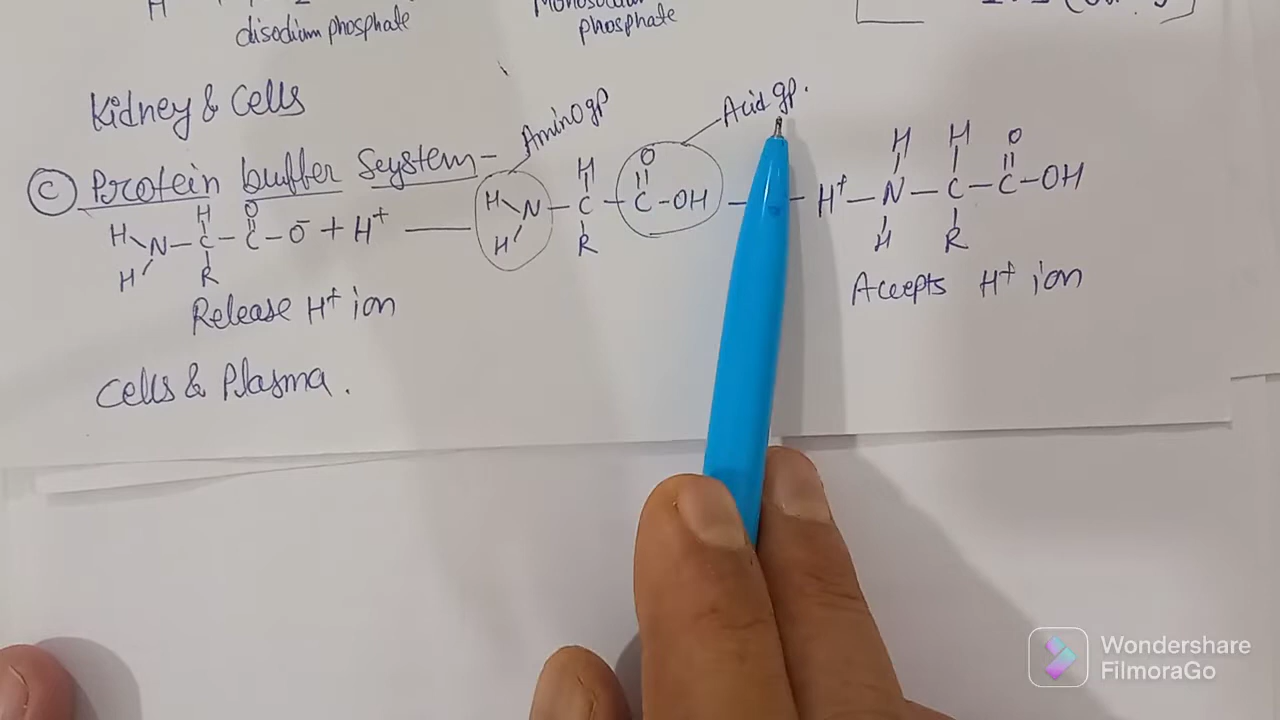 disodium phosphate
phosphate
Kidney & Cells
Amino gp
Acid gp.
C Protein buffer System-
H H O
H N - C - C - O⁻ + H⁺
H R
H O
H N - C - C - OH
H R
H H O
H⁺ - N - C - C - OH
H R
Release H⁺ ion
Accepts H⁺ ion
Cells & Plasma.
Wondershare
FilmoraGo